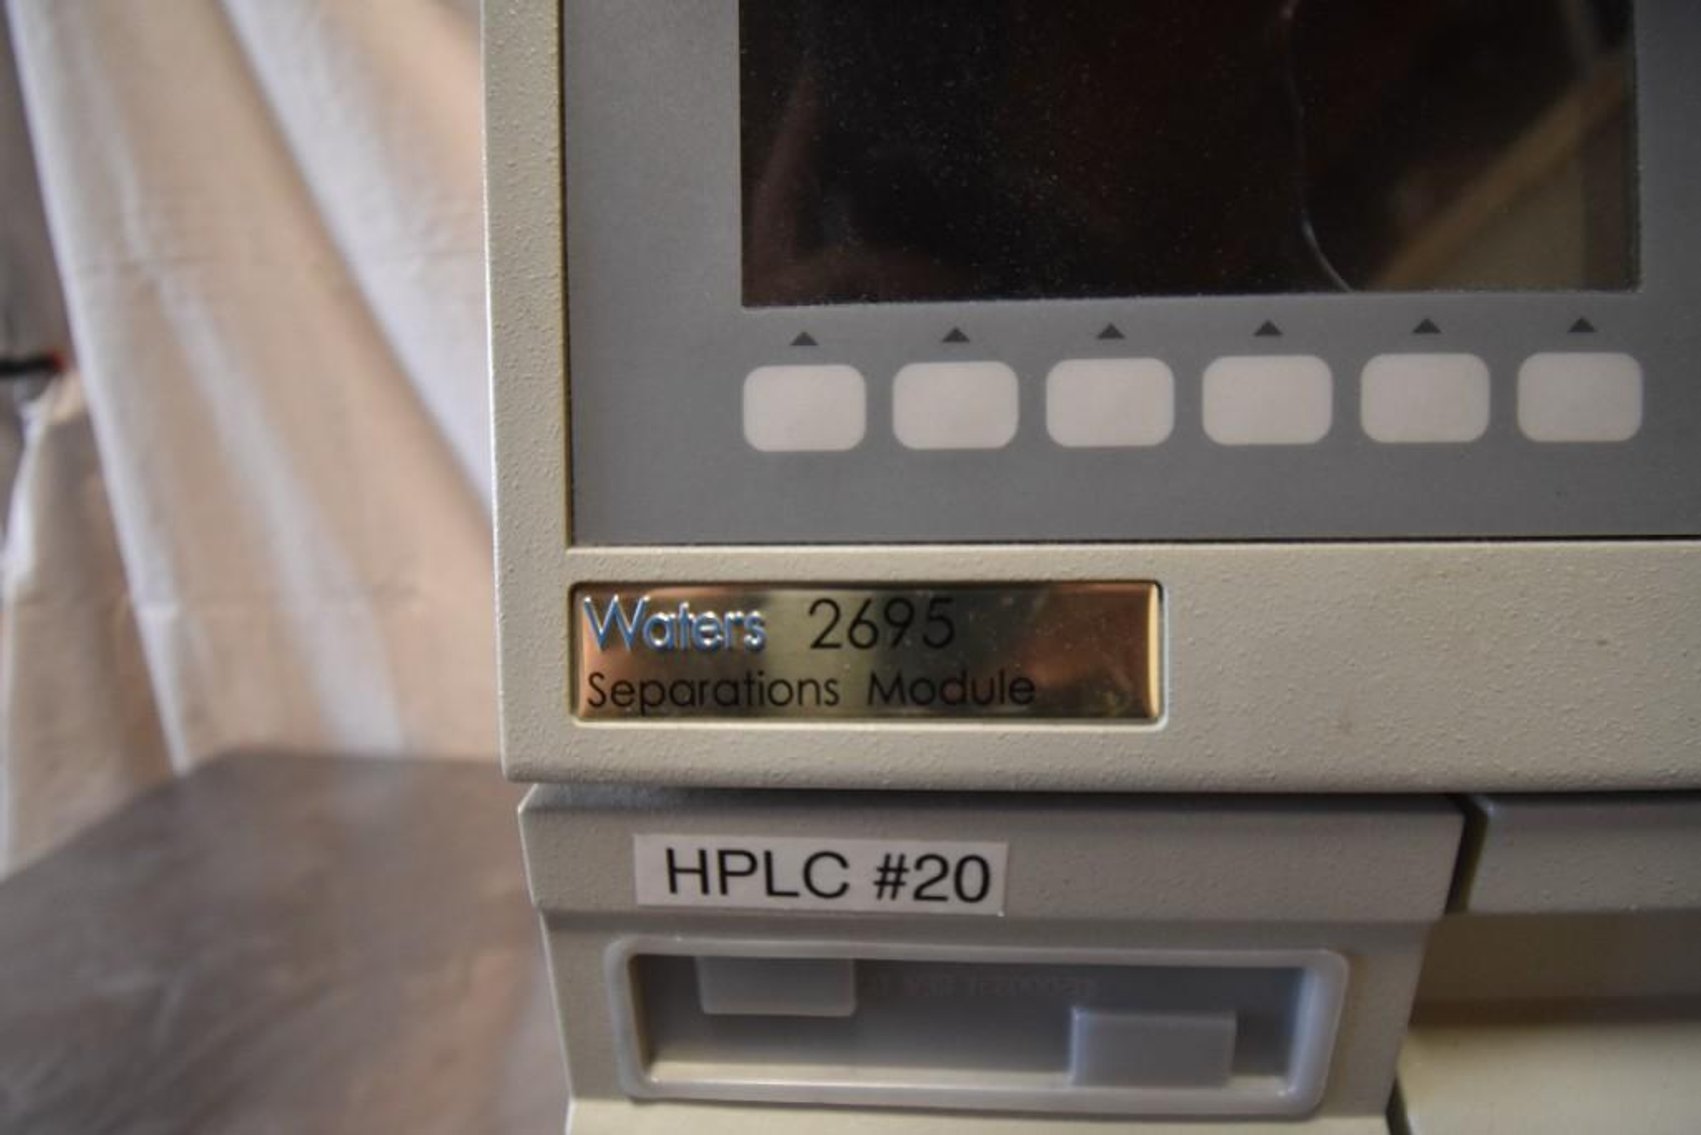 Waters 2695
Separations Module
HPLC #20